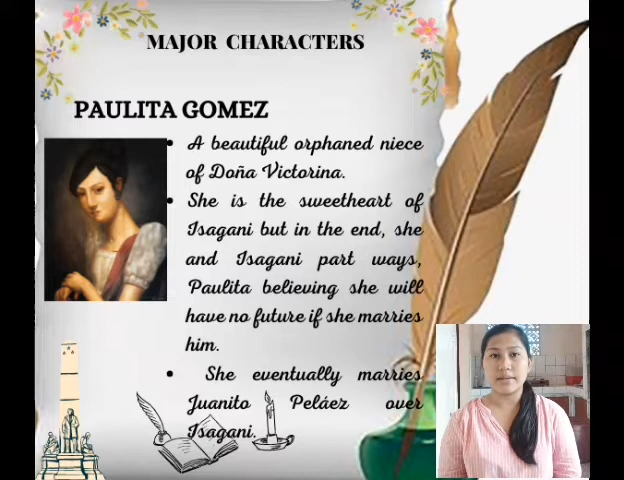 MAJOR CHARACTERS
PAULITA GOMEZ
• A beautiful orphaned niece
of Doña Victorina.
• She is the sweetheart of
Isagani but in the end, she
and Isagani part ways,
Paulita believing she will
have no future if she marries
him.
• She eventually marries
Juanito Peláez over
Isagani.